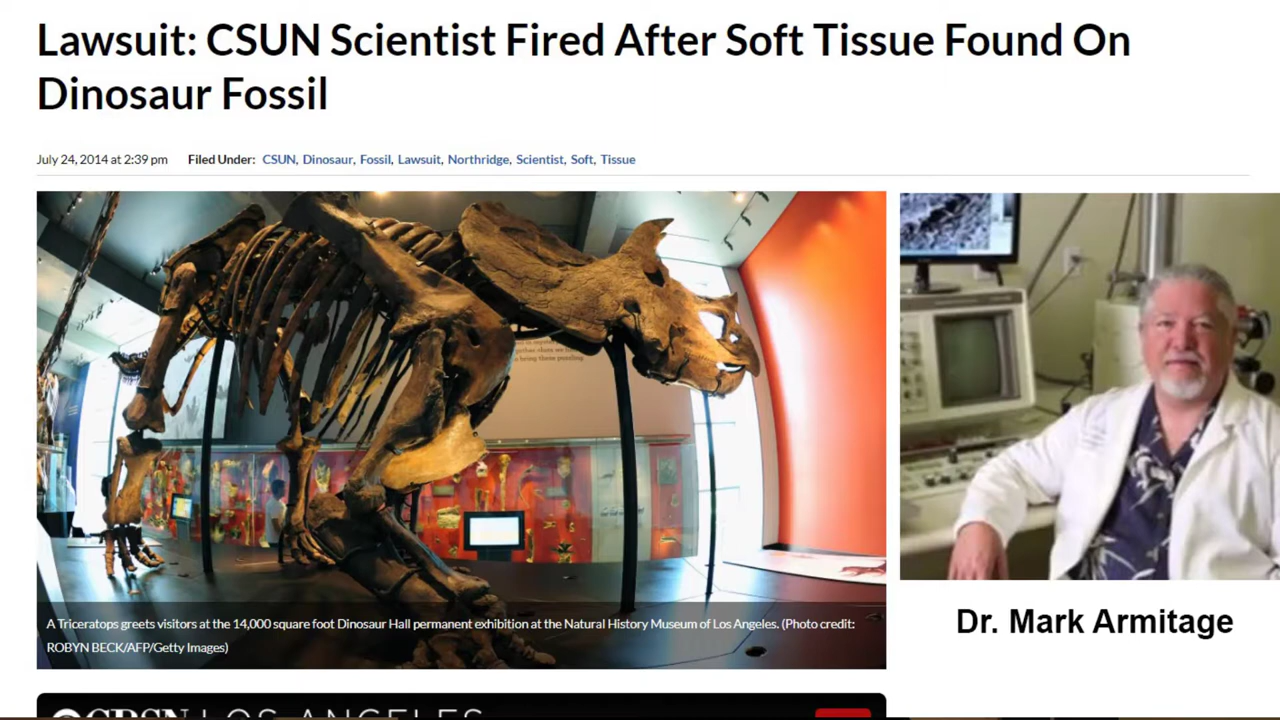 Lawsuit: CSUN Scientist Fired After Soft Tissue Found On
Dinosaur Fossil
July 24, 2014 at 2:39 pm Filed Under: CSUN, Dinosaur, Fossil, Lawsuit, Northridge, Scientist, Soft, Tissue
A Triceratops greets visitors at the 14,000 square foot Dinosaur Hall permanent exhibition at the Natural History Museum of Los Angeles. (Photo credit:
ROBYN BECK/AFP/Getty Images)
Dr. Mark Armitage
CBSN LOS ANGELES